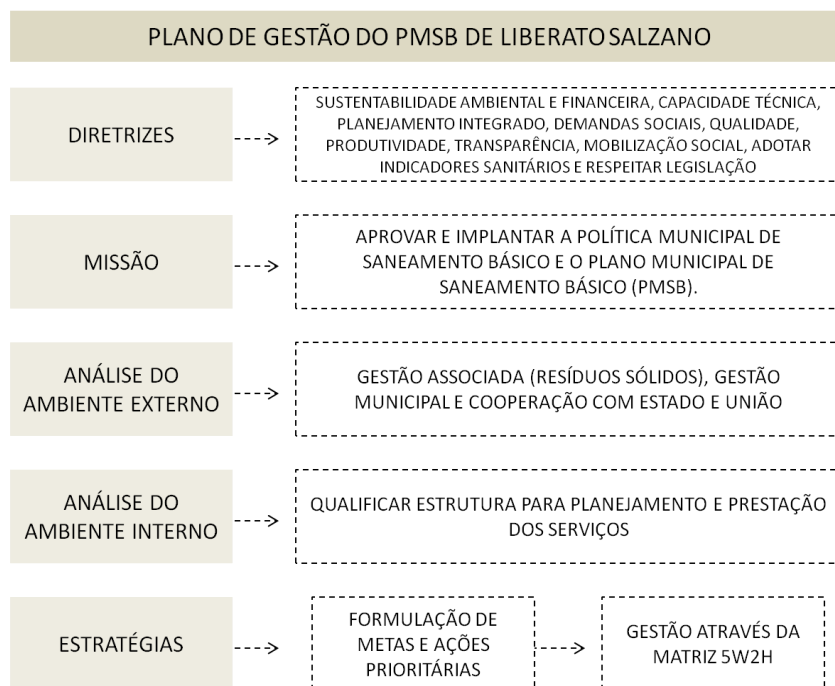 PLANO DE GESTÃO DO PMSB DE LIBERATO SALZANO
DIRETRIZES
SUSTENTABILIDADE AMBIENTAL E FINANCEIRA, CAPACIDADE TÉCNICA,
PLANEJAMENTO INTEGRADO, DEMANDAS SOCIAIS, QUALIDADE,
PRODUTIVIDADE, TRANSPARÊNCIA, MOBILIZAÇÃO SOCIAL, ADOTAR
INDICADORES SANITÁRIOS E RESPEITAR LEGISLAÇÃO
MISSÃO
APROVAR E IMPLANTAR A POLÍTICA MUNICIPAL DE
SANEAMENTO BÁSICO E O PLANO MUNICIPAL DE
SANEAMENTO BÁSICO (PMSB).
ANÁLISE DO
AMBIENTE EXTERNO
GESTÃO ASSOCIADA (RESÍDUOS SÓLIDOS), GESTÃO
MUNICIPAL E COOPERAÇÃO COM ESTADO E UNIÃO
ANÁLISE DO
AMBIENTE INTERNO
QUALIFICAR ESTRUTURA PARA PLANEJAMENTO E PRESTAÇÃO
DOS SERVIÇOS
ESTRATÉGIAS
FORMULAÇÃO DE
METAS E AÇÕES
PRIORITÁRIAS
GESTÃO ATRAVÉS DA
MATRIZ 5W2H